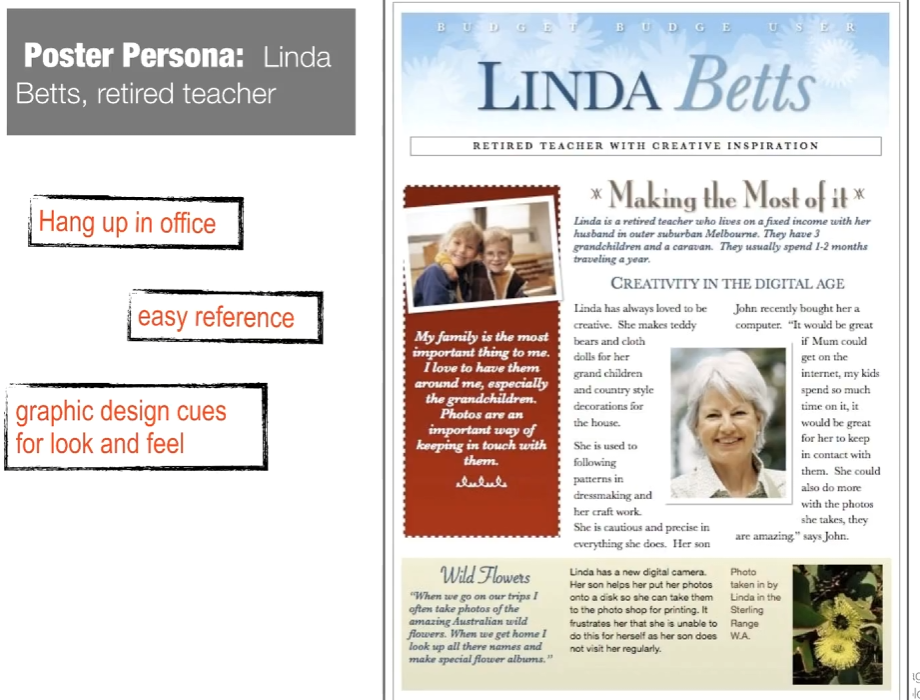 Poster Persona: Linda
Betts, retired teacher
Hang up in office
easy reference
graphic design cues
for look and feel
BUDGET BUDGE USER
LINDA Betts
RETIRED TEACHER WITH CREATIVE INSPIRATION
My family is the most
important thing to me.
I love to have them
around me, especially
the grandchildren.
Photos are an
important way of
keeping in touch with
them.
Making the Most of it
Linda is a retired teacher who lives on a fixed income with her
husband in outer suburban Melbourne. They have 3
grandchildren and a caravan. They usually spend 1-2 months
traveling a year.
CREATIVITY IN THE DIGITAL AGE
Linda has always loved to be
creative. She makes teddy
bears and cloth
dolls for her
grand children
and country style
decorations for
the house.
She is used to
following
patterns in
dressmaking and
her craft work.
She is cautious and precise in
everything she does. Her son
John recently bought her a
computer. “It would be great
if Mum could
get on the
internet, my kids
spend so much
time on it, it
would be great
for her to keep
in contact with
them. She could
also do more
with the photos
she takes, they
are amazing.” says John.
Wild Flowers
“When we go on our trips I
often take photos of the
amazing Australian wild
flowers. When we get home I
look up all there names and
make special flower albums.”
Linda has a new digital camera.
Her son helps her put her photos
onto a disk so she can take them
to the photo shop for printing. It
frustrates her that she is unable to
do this for herself as her son does
not visit her regularly.
Photo
taken in by
Linda in the
Sterling
Range
W.A.